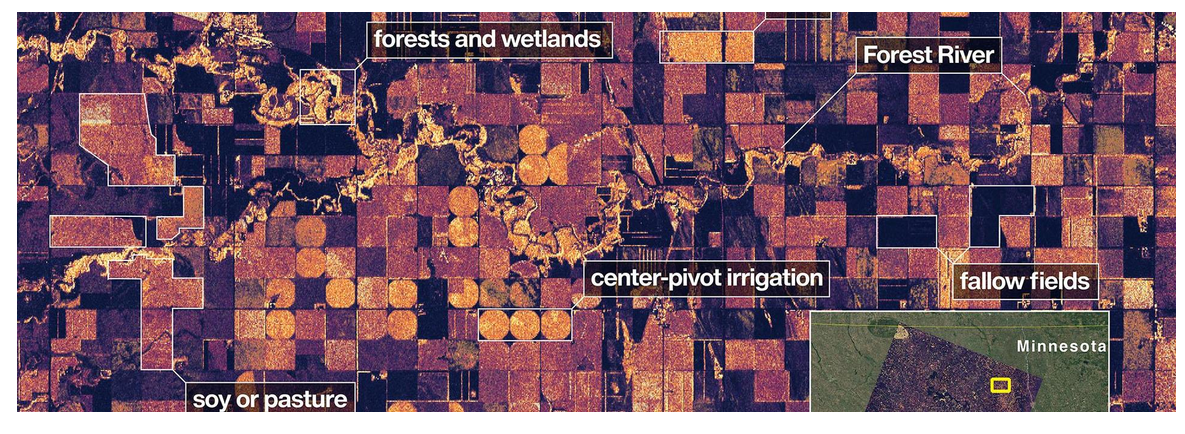 forests and wetlands
Forest River
center-pivot irrigation
fallow fields
Minnesota
soy or pasture